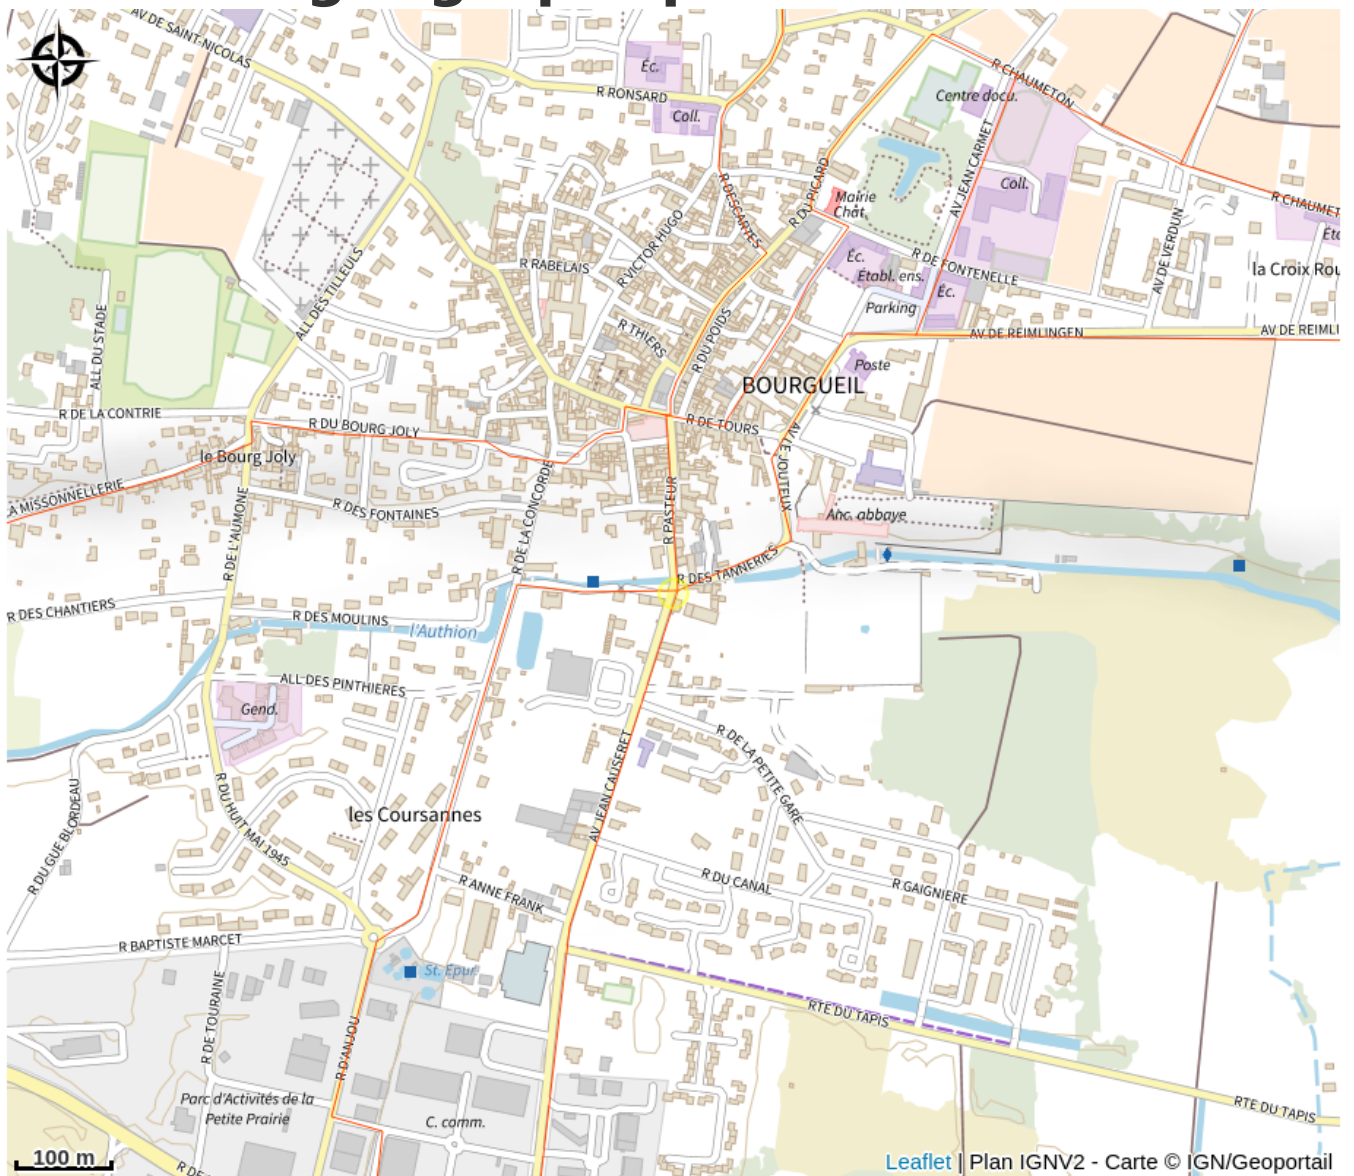 AV DE SAINT-NICOLAS
R RONSARD
Éc.
Coll.
R CHAUMETON
Centre docu.
AV JEAN CARMET
Coll.
R DU PICARD
Mairie
Chât.
R DESCARTES
R VICTOR HUGO
R RABELAIS
R CHAUMET
AV DE VERDUN
R DE FONTENELLE
Éc.
Établ. ens.
Éc.
Parking
la Croix Rou
ALL DES TILLEULS
ALL DU STADE
R THIERS
R DU POIDS
AV DE REIMLINGEN
AV DE REIMLI
Poste
BOURGUEIL
R DE LA CONTRIE
R DU BOURG JOLY
R DE TOURS
AV LE JOUTEUX
le Bourg Joly
A MISSONNELLERIE
R DE L'AUMONE
R DES FONTAINES
R DE LA CONCORDE
R PASTEUR
Anc. abbaye
R DES TANNERIES
R DES CHANTIERS
R DES MOULINS
l'Authion
ALL DES PINTHIERES
Gend.
R DE LA PETITE GARE
AV JEAN CAUSERET
R DU HUIT MAI 1945
les Coursannes
R DU GUE BLORDEAU
R ANNE FRANK
R DU CANAL
R GAIGNIERE
R BAPTISTE MARCET
St. Epur.
R DE TOURAINE
R D'ANJOU
RTE DU TAPIS
Parc d'Activités de la
Petite Prairie
C. comm.
RTE DU TAPIS
R DE
100 m
Leaflet | Plan IGNV2 - Carte © IGN/Geoportail